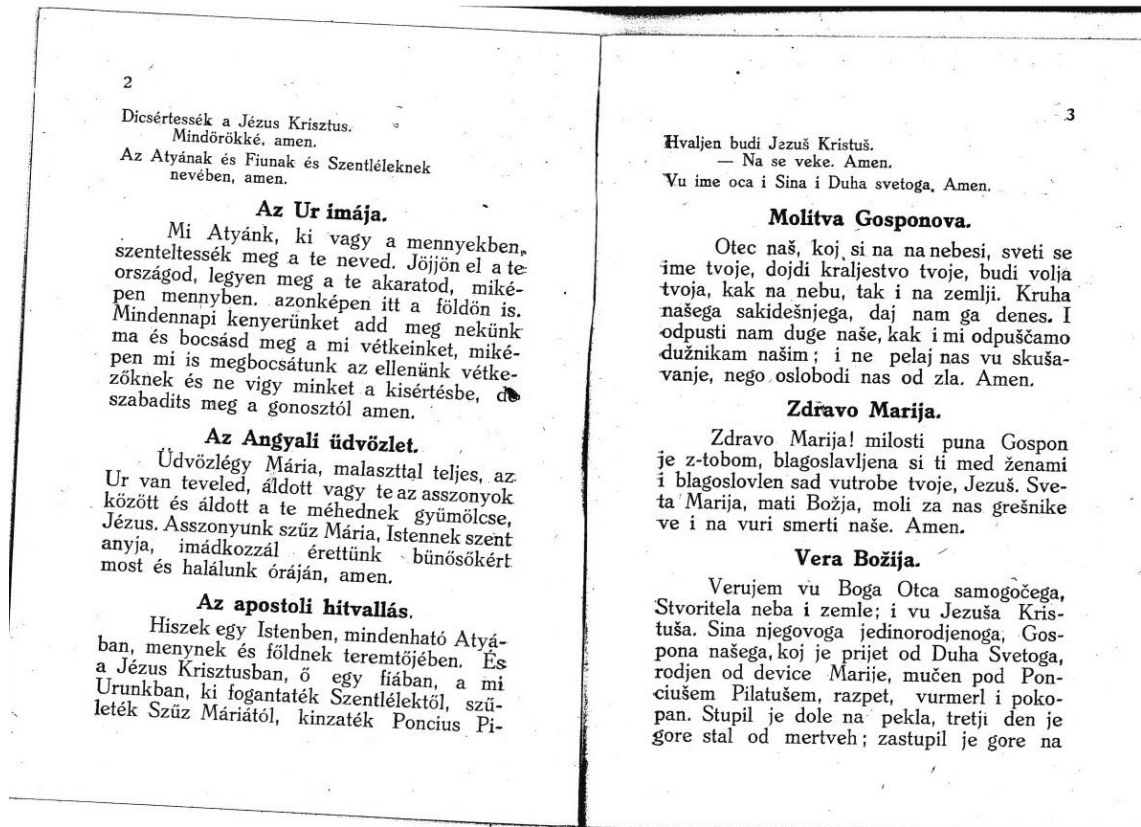 2
Dicsértessék a Jézus Krisztus.
Mindörökké, amen.
Az Atyának és Fiunak és Szentléleknek
nevében, amen.
Az Ur imája.
Mi Atyánk, ki vagy a mennyekben,
szenteltessék meg a te neved. Jöjjön el a te
országod, legyen meg a te akaratod, miké-
pen mennyben. azonképen itt a földön is.
Mindennapi kenyerünket add meg nekünk
ma és bocsásd meg a mi vétkeinket, miké-
pen mi is megbocsátunk az ellenünk vétke-
zőknek és ne vigy minket a kisértésbe, de
szabadits meg a gonosztól amen.
Az Angyali üdvözlet.
Üdvözlégy Mária, malaszttal teljes, az
Ur van teveled, áldott vagy te az asszonyok
között és áldott a te méhednek gyümölcse,
Jézus. Asszonyunk szűz Mária, Istennek szent
anyja, imádkozzál érettünk bünösőkért
most és halálunk óráján, amen.
Az apostoli hitvallás.
Hiszek egy Istenben, mindenható Atyá-
ban, menynek és földnek teremtőjében. És
a Jézus Krisztusban, ő egy fíában, a mi
Urunkban, ki fogantaték Szentlélektől, szű-
leték Szűz Máriától, kinzaték Poncius Pi-
3
Hvaljen budi Jezuš Kristuš.
— Na se veke. Amen.
Vu ime oca i Sina i Duha svetoga. Amen.
Molitva Gosponova.
Otec naš, koj si na na nebesi, sveti se
ime tvoje, dojdi kraljestvo tvoje, budi volja
tvoja, kak na nebu, tak i na zemlji. Kruha
našega sakidešnjega, daj nam ga denes. I
odpusti nam duge naše, kak i mi odpuščamo
dužnikam našim; i ne pelaj nas vu skuša-
vanje, nego oslobodi nas od zla. Amen.
Zdravo Marija.
Zdravo Marija! milosti puna Gospon
je z-tobom, blagoslavljena si ti med ženami
i blagoslovlen sad vutrobe tvoje, Jezuš. Sve-
ta Marija, mati Božja, moli za nas grešnike
ve i na vuri smerti naše. Amen.
Vera Božija.
Verujem vu Boga Otca samogočega,
Stvoritela neba i zemle; i vu Jezuša Kris-
tuša. Sina njegovoga jedinorodjenoga, Gos-
pona našega, koj je prijet od Duha Svetoga,
rodjen od device Marije, mučen pod Pon-
ciušem Pilatušem, razpet, vurmerl i poko-
pan. Stupil je dole na pekla, tretji den je
gore stal od mertveh; zastupil je gore na